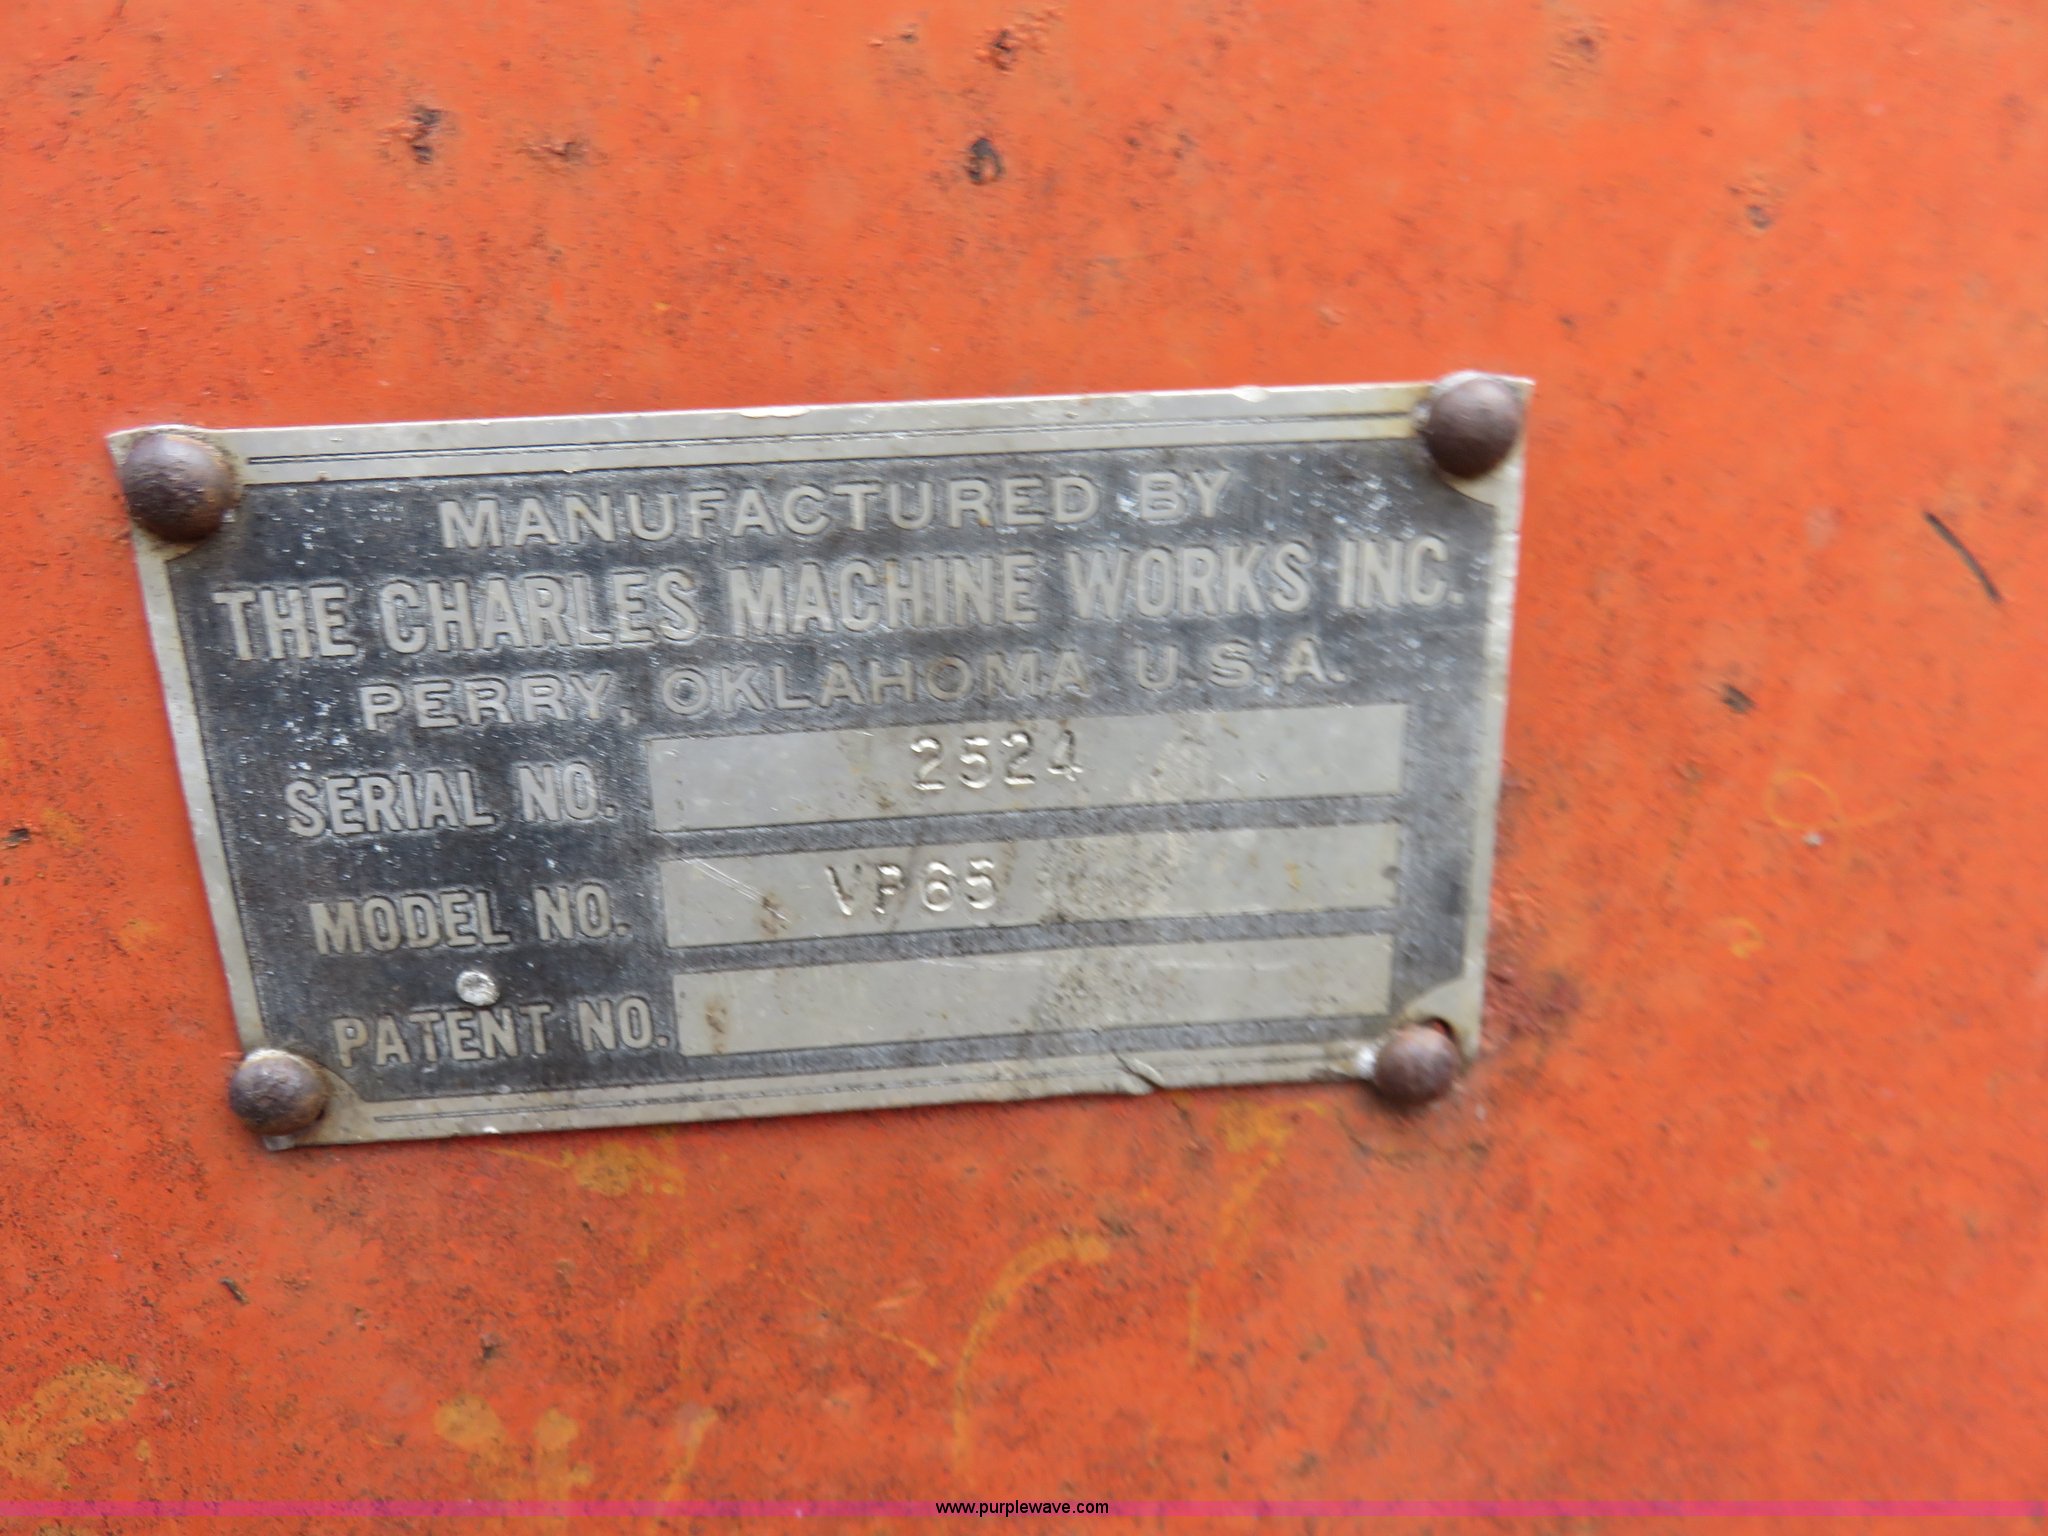 MANUFACTURED BY
THE CHARLES MACHINE WORKS INC.
PERRY, OKLAHOMA U.S.A.
SERIAL NO. 2524
MODEL NO. VP65
PATENT NO.
www.purplewave.com